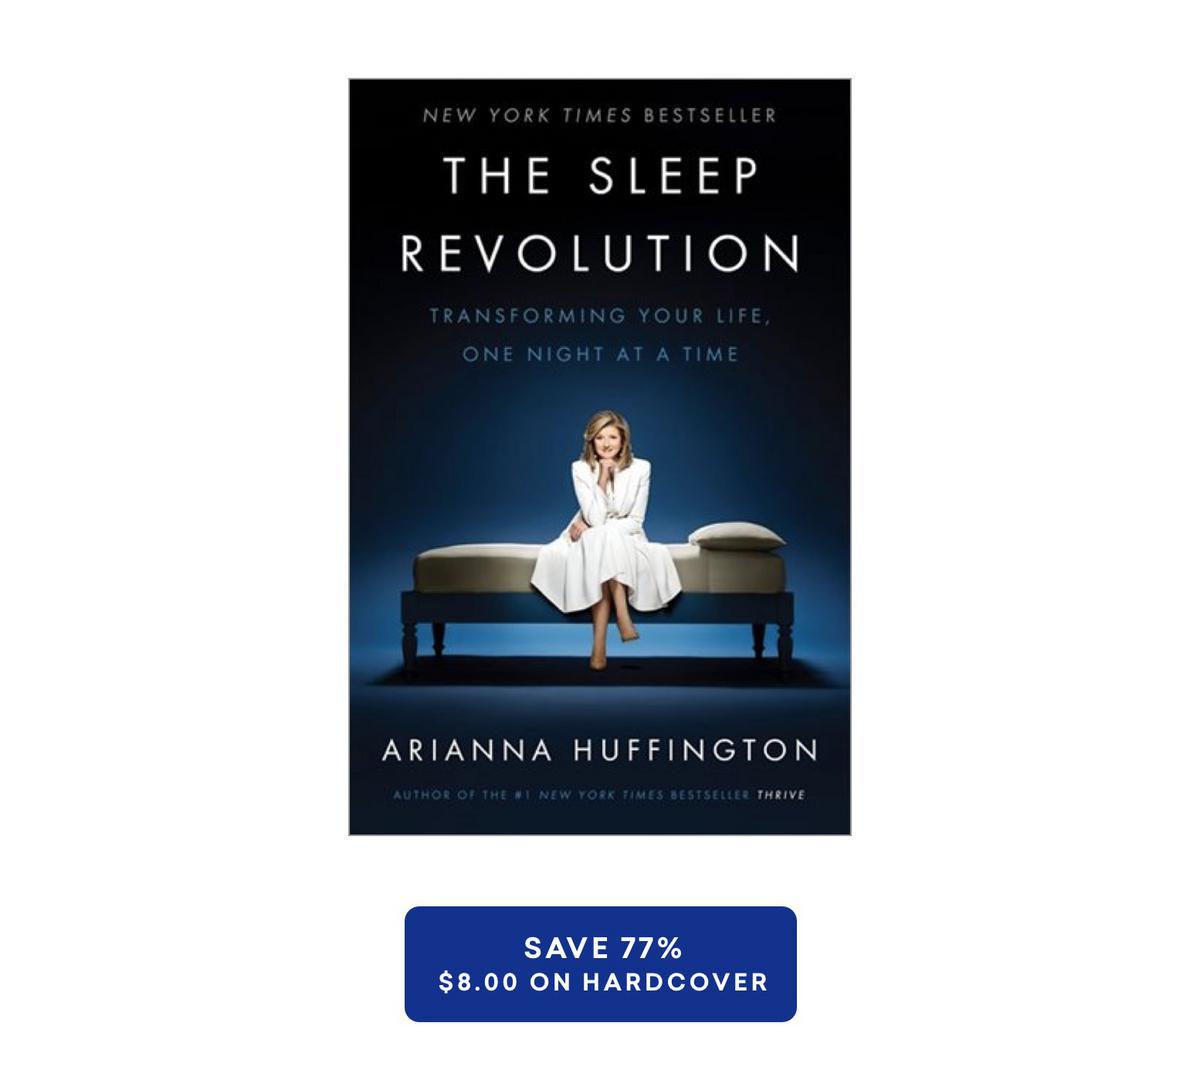 NEW YORK TIMES BESTSELLER
THE SLEEP
REVOLUTION
TRANSFORMING YOUR LIFE,
ONE NIGHT AT A TIME
ARIANNA HUFFINGTON
AUTHOR OF THE #1 NEW YORK TIMES BESTSELLER THRIVE
SAVE 77%
$8.00 ON HARDCOVER